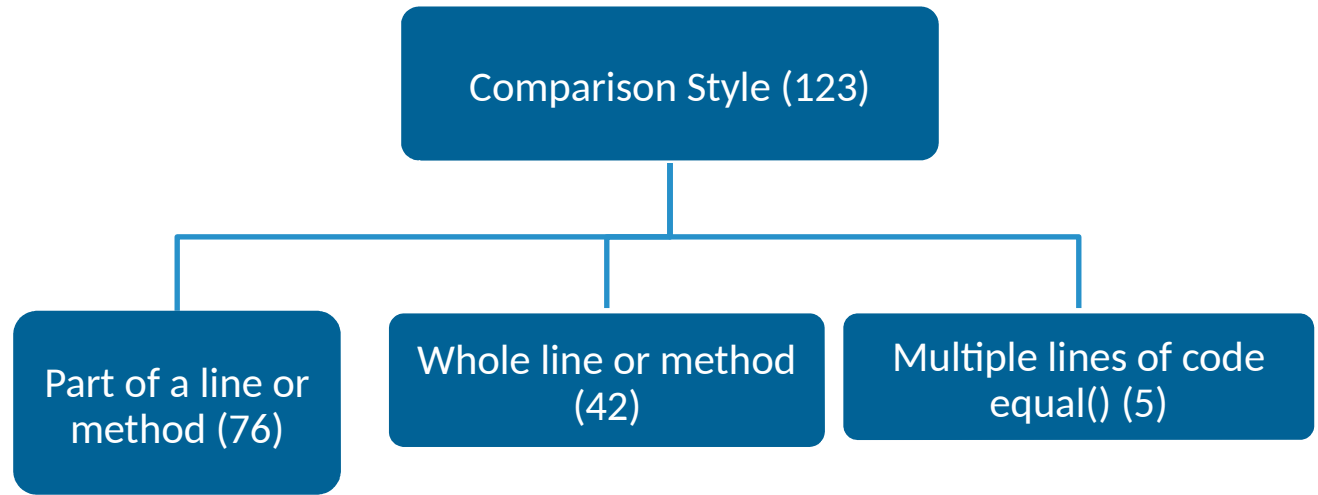 Comparison Style (123)
Part of a line or
method (76)
Whole line or method
(42)
Multiple lines of code
equal() (5)